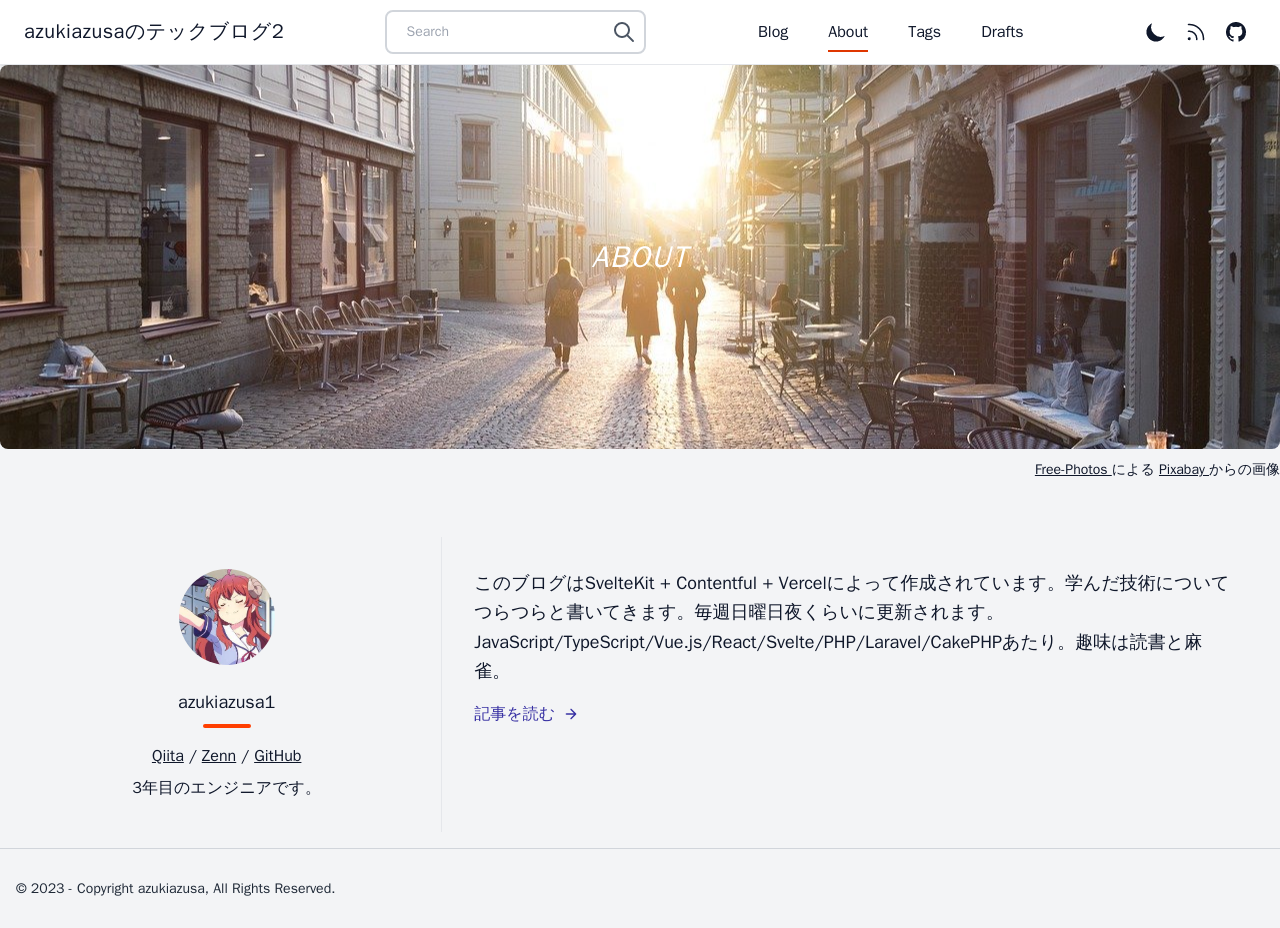 azukiazusaのテックブログ2
Search
Blog
About
Tags
Drafts
ABOUT
Free-Photos による Pixabay からの画像
azukiazusa1
Qiita / Zenn / GitHub
3年目のエンジニアです。
このブログはSvelteKit + Contentful + Vercelによって作成されています。学んだ技術について
つらつらと書いてきます。毎週日曜日夜くらいに更新されます。
JavaScript/TypeScript/Vue.js/React/Svelte/PHP/Laravel/CakePHPあたり。趣味は読書と麻
雀。
記事を読む →
© 2023 - Copyright azukiazusa, All Rights Reserved.